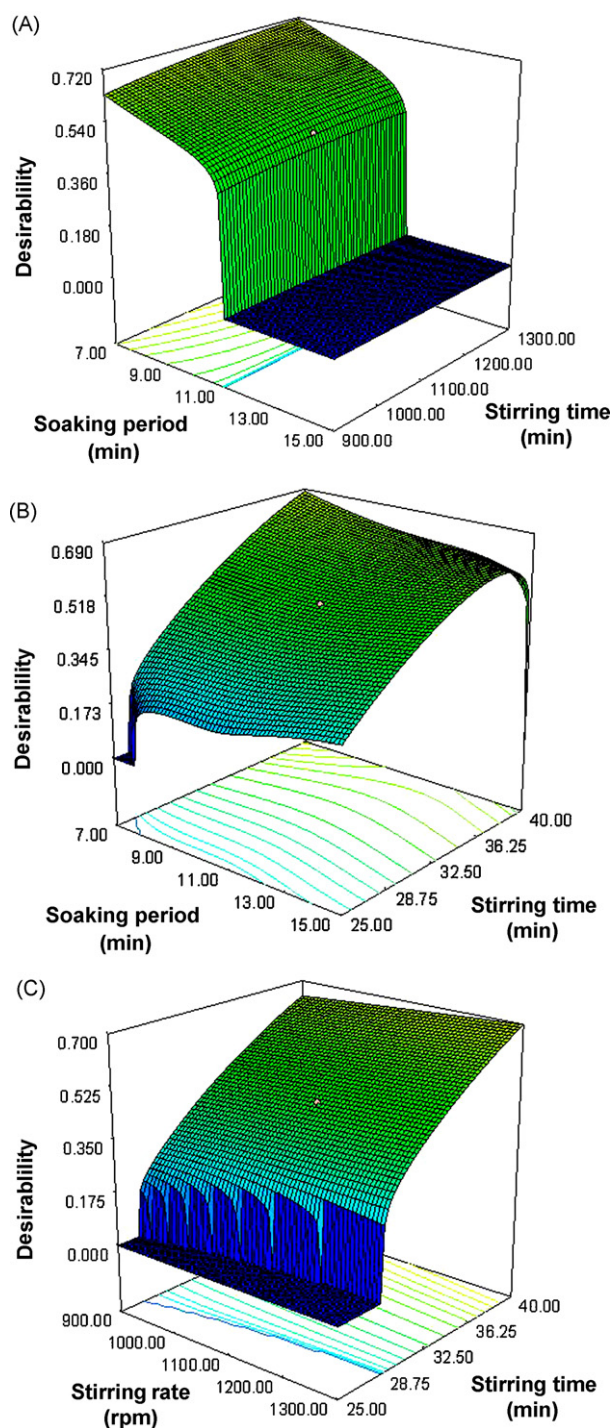 (A)
0.720
0.540
0.360
0.180
0.000
Desirablility
7.00
9.00
11.00
13.00
15.00
Soaking period
(min)
900.00
1000.00
1100.00
1200.00
1300.00
Stirring time
(min)
(B)
0.690
0.518
0.345
0.173
0.000
Desirablility
7.00
9.00
11.00
13.00
15.00
Soaking period
(min)
25.00
28.75
32.50
36.25
40.00
Stirring time
(min)
(C)
0.700
0.525
0.350
0.175
0.000
Desirablility
900.00
1000.00
1100.00
1200.00
1300.00
Stirring rate
(rpm)
25.00
28.75
32.50
36.25
40.00
Stirring time
(min)